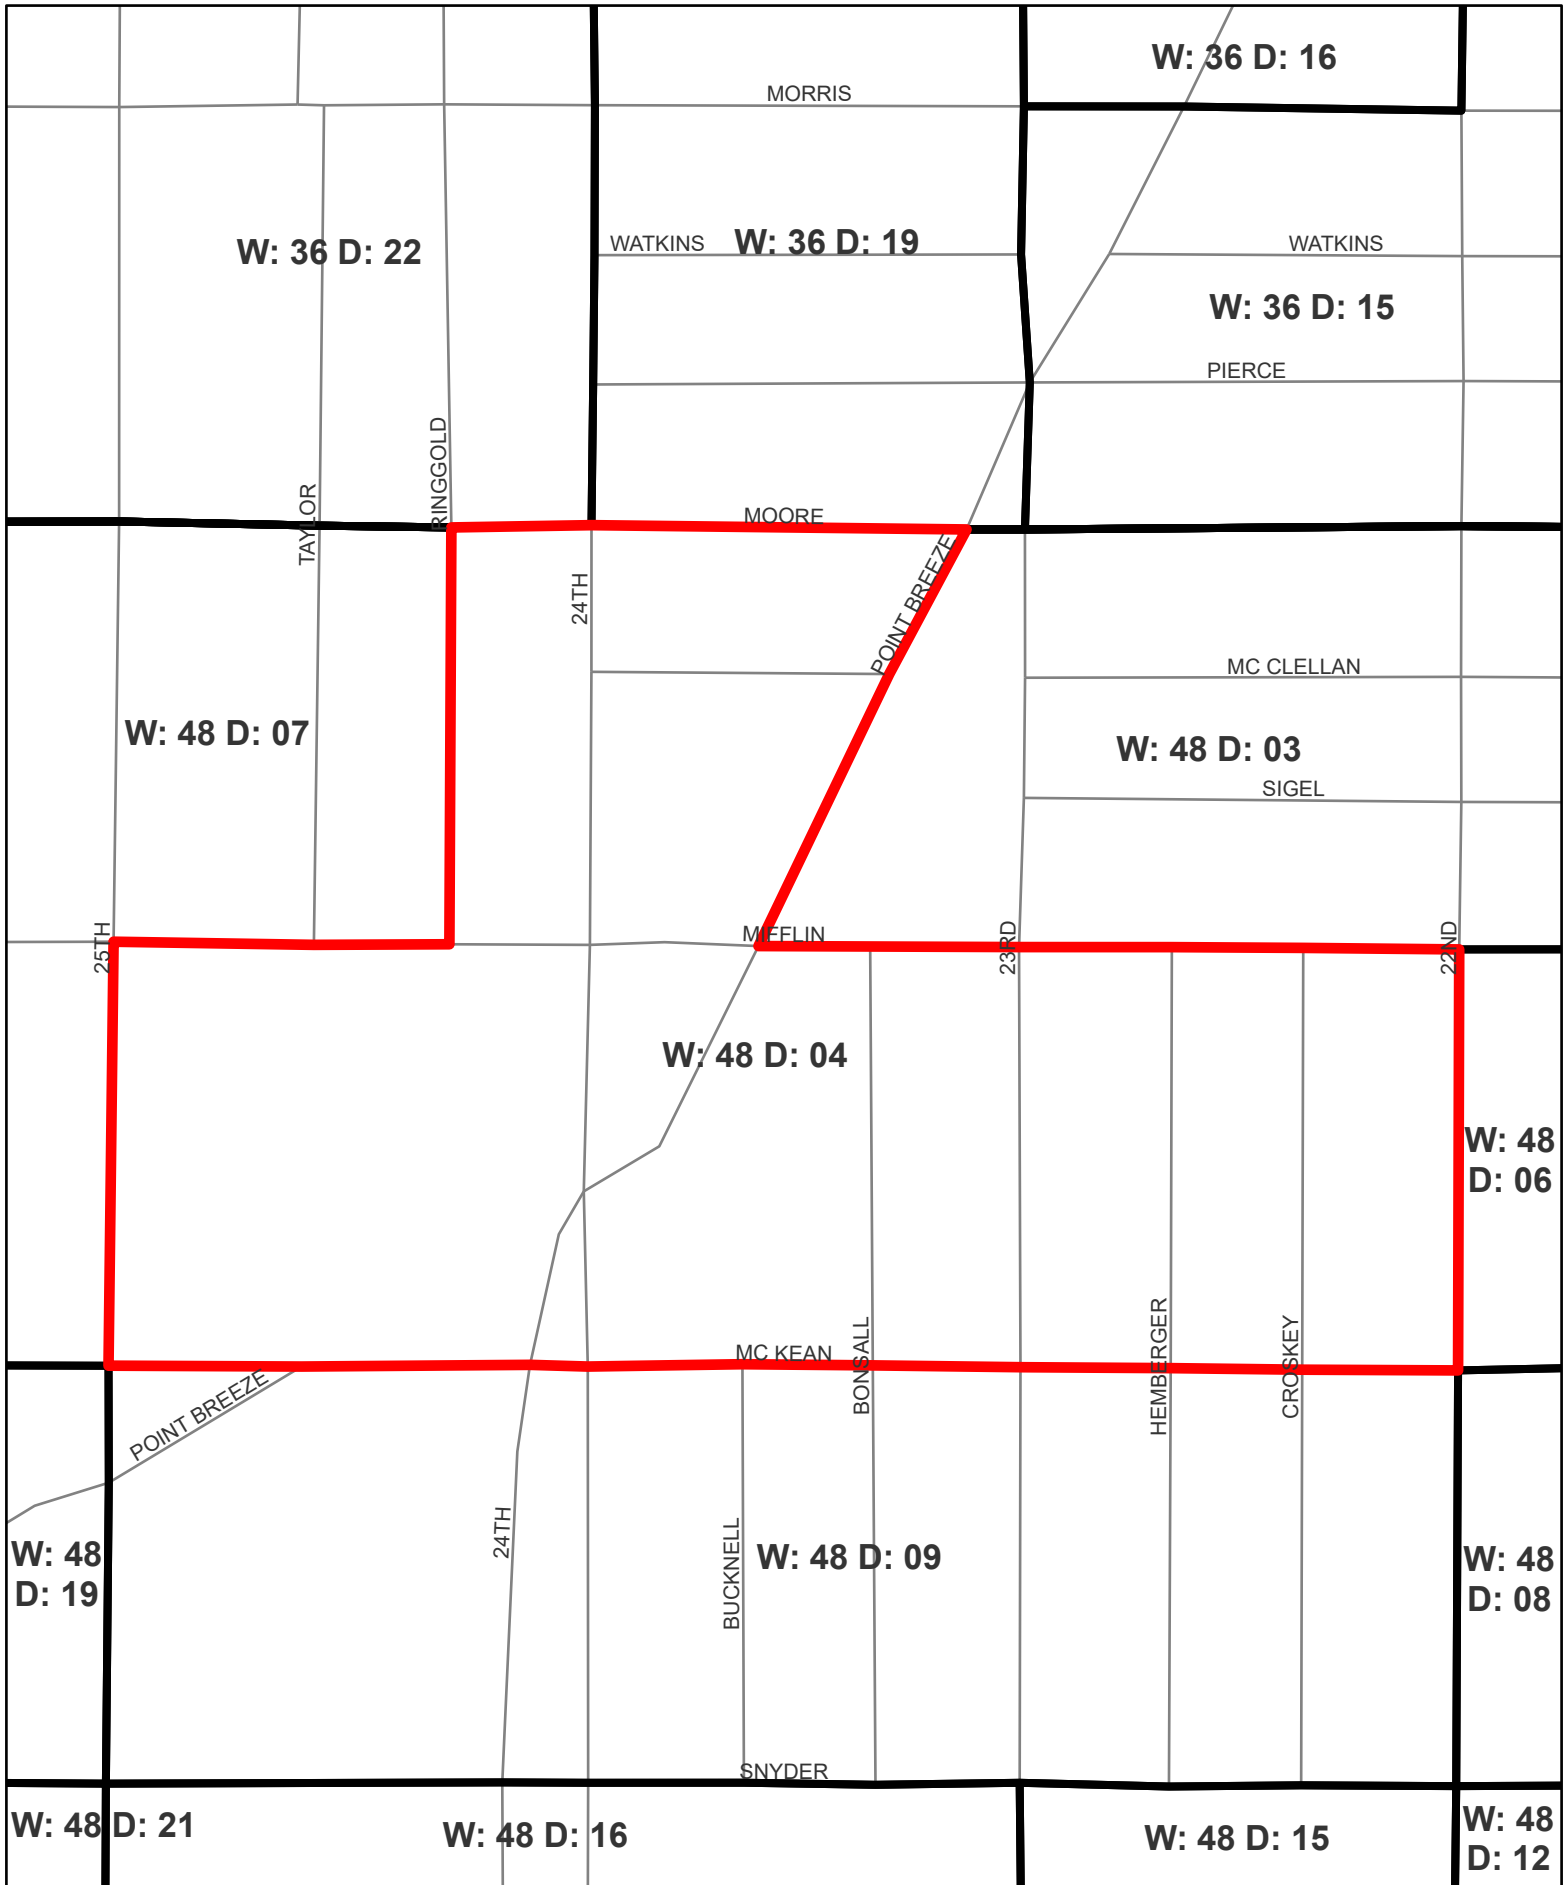 W: 36 D: 16
MORRIS
W: 36 D: 22
WATKINS
W: 36 D: 19
WATKINS
W: 36 D: 15
PIERCE
RINGGOLD
TAYLOR
MOORE
POINT BREEZE
24TH
MC CLELLAN
W: 48 D: 07
W: 48 D: 03
SIGEL
25TH
MIFFLIN
23RD
22ND
W: 48 D: 04
W: 48
D: 06
MC KEAN
BONSALL
HEMBERGER
CROSKEY
POINT BREEZE
24TH
BUCKNELL
W: 48 D: 09
W: 48
D: 19
W: 48
D: 08
SNYDER
W: 48 D: 21
W: 48 D: 16
W: 48 D: 15
W: 48
D: 12